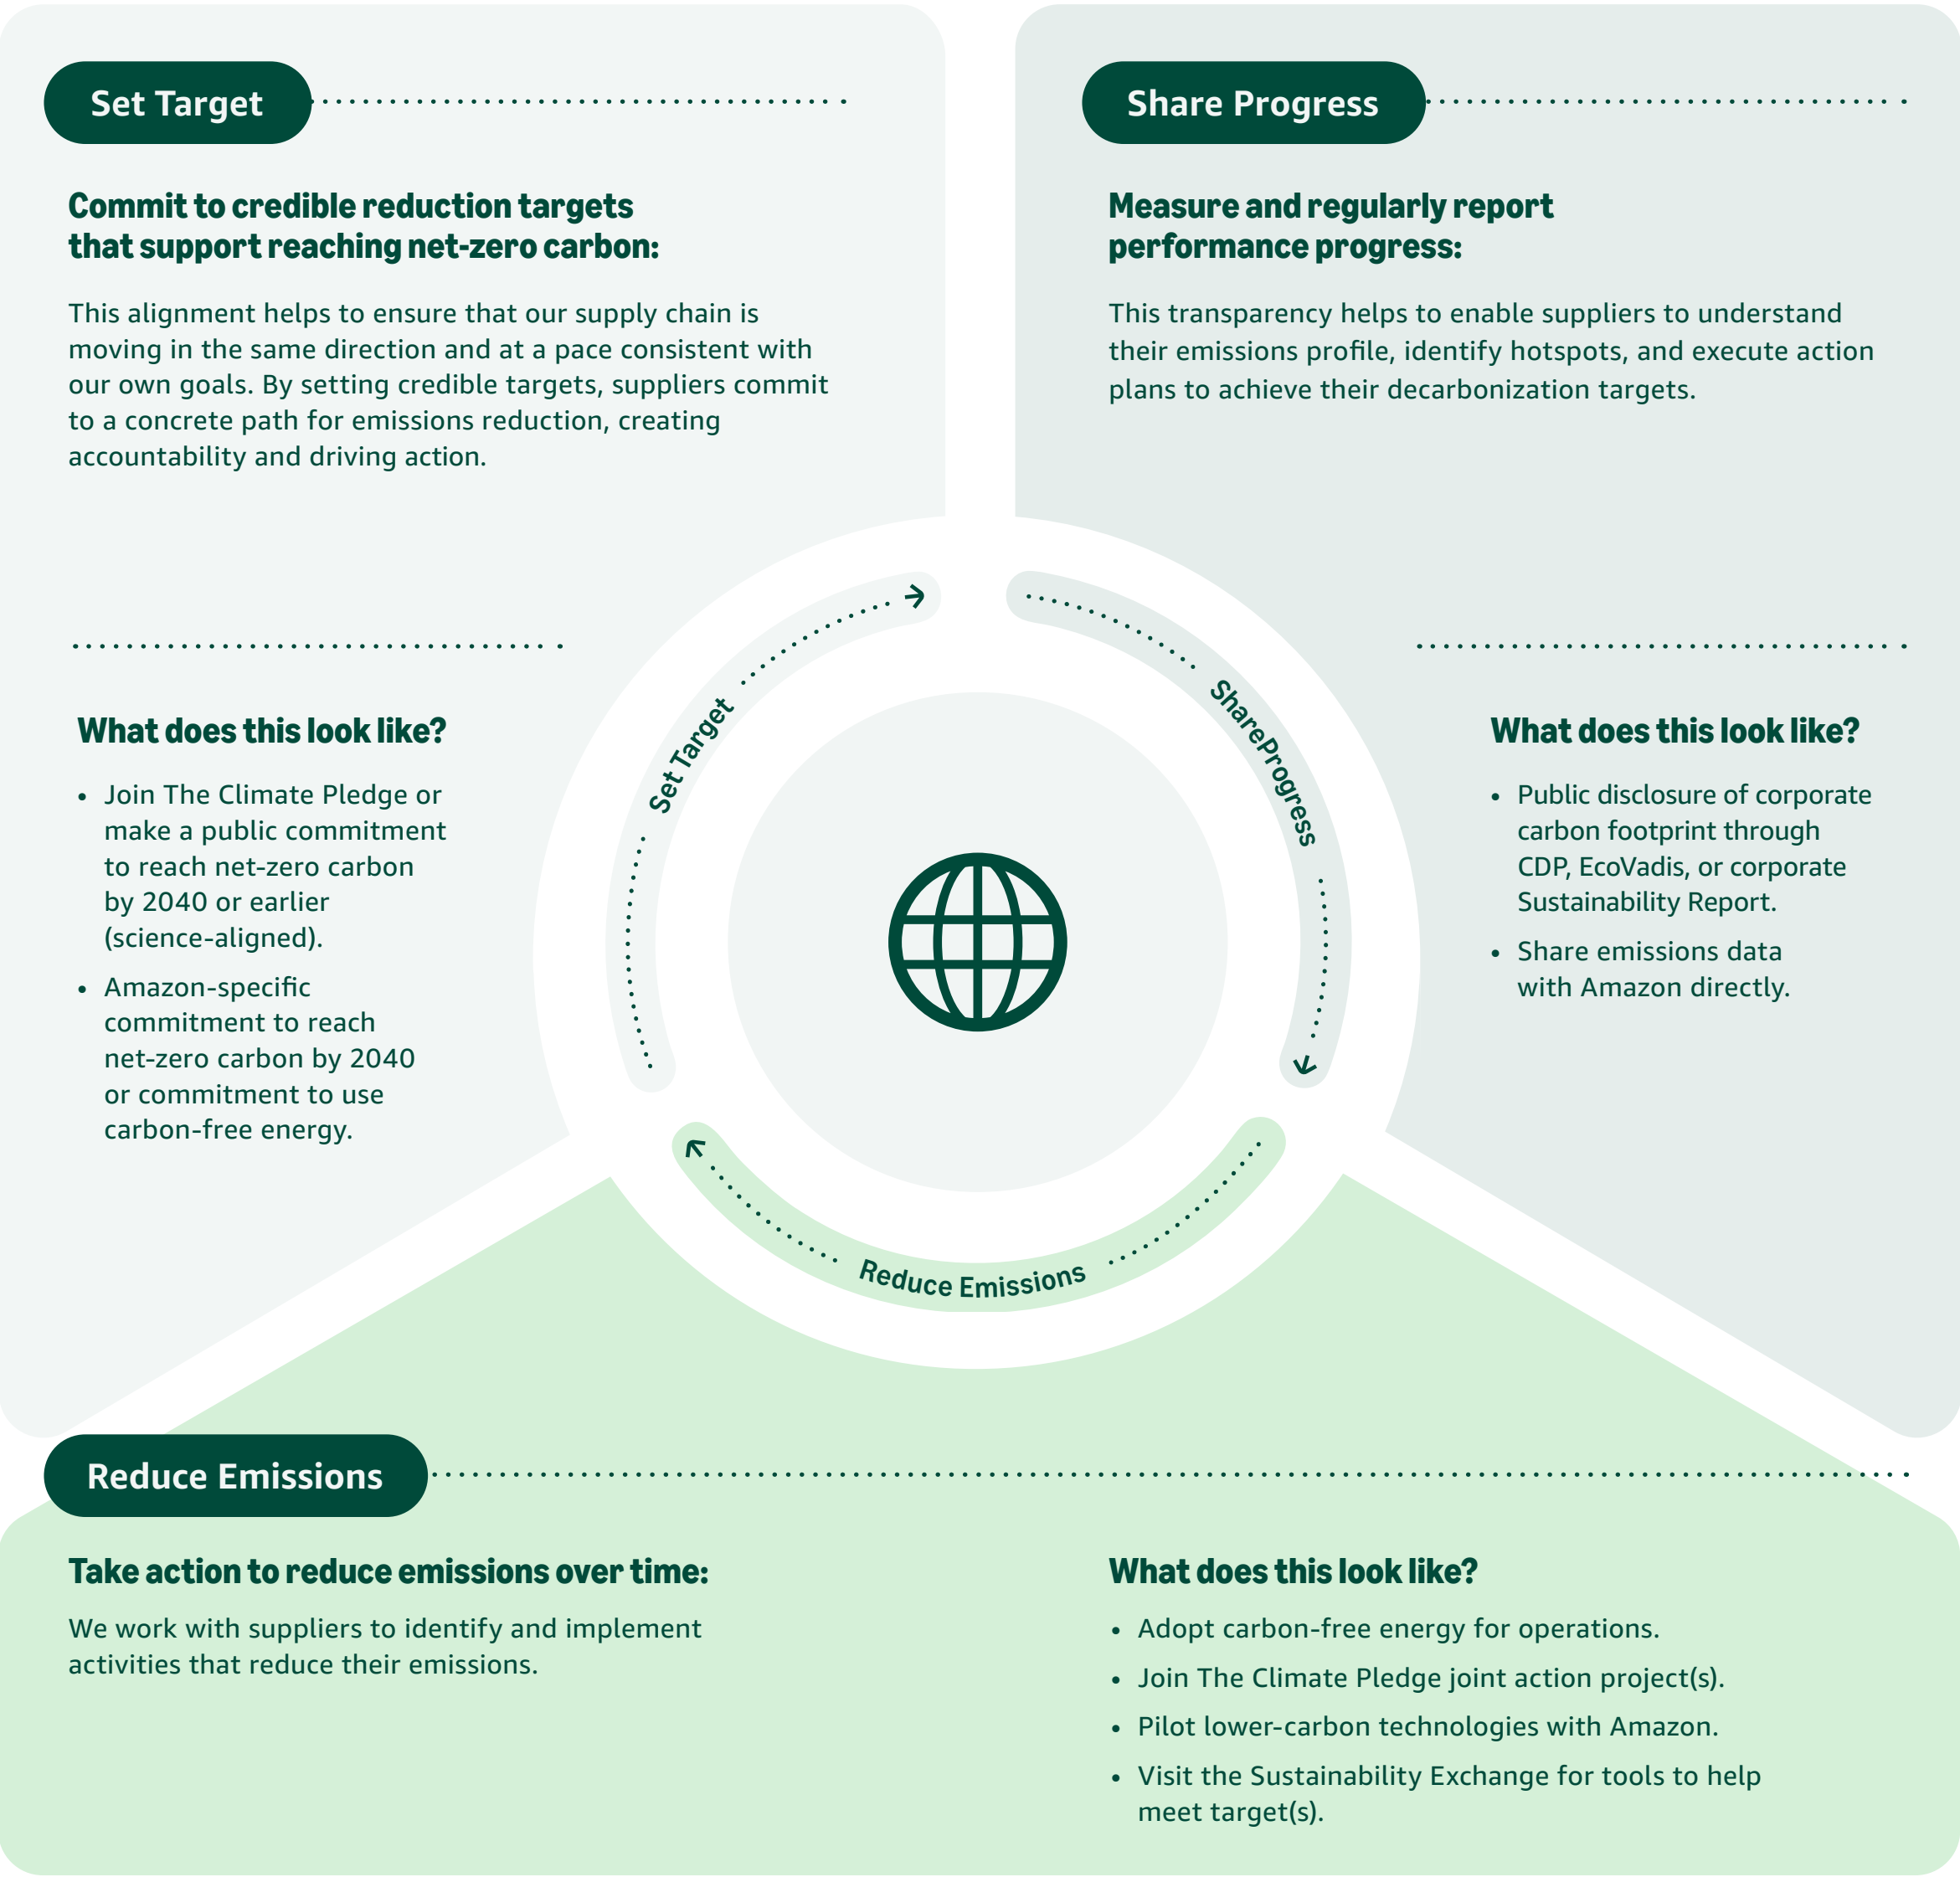 Set Target
Commit to credible reduction targets
that support reaching net-zero carbon:
This alignment helps to ensure that our supply chain is
moving in the same direction and at a pace consistent with
our own goals. By setting credible targets, suppliers commit
to a concrete path for emissions reduction, creating
accountability and driving action.
What does this look like?
• Join The Climate Pledge or
make a public commitment
to reach net-zero carbon
by 2040 or earlier
(science-aligned).
• Amazon-specific
commitment to reach
net-zero carbon by 2040
or commitment to use
carbon-free energy.
Share Progress
Measure and regularly report
performance progress:
This transparency helps to enable suppliers to understand
their emissions profile, identify hotspots, and execute action
plans to achieve their decarbonization targets.
What does this look like?
• Public disclosure of corporate
carbon footprint through
CDP, EcoVadis, or corporate
Sustainability Report.
• Share emissions data
with Amazon directly.
Set Target
ShareProgress
Reduce Emissions
Reduce Emissions
Take action to reduce emissions over time:
We work with suppliers to identify and implement
activities that reduce their emissions.
What does this look like?
• Adopt carbon-free energy for operations.
• Join The Climate Pledge joint action project(s).
• Pilot lower-carbon technologies with Amazon.
• Visit the Sustainability Exchange for tools to help
meet target(s).